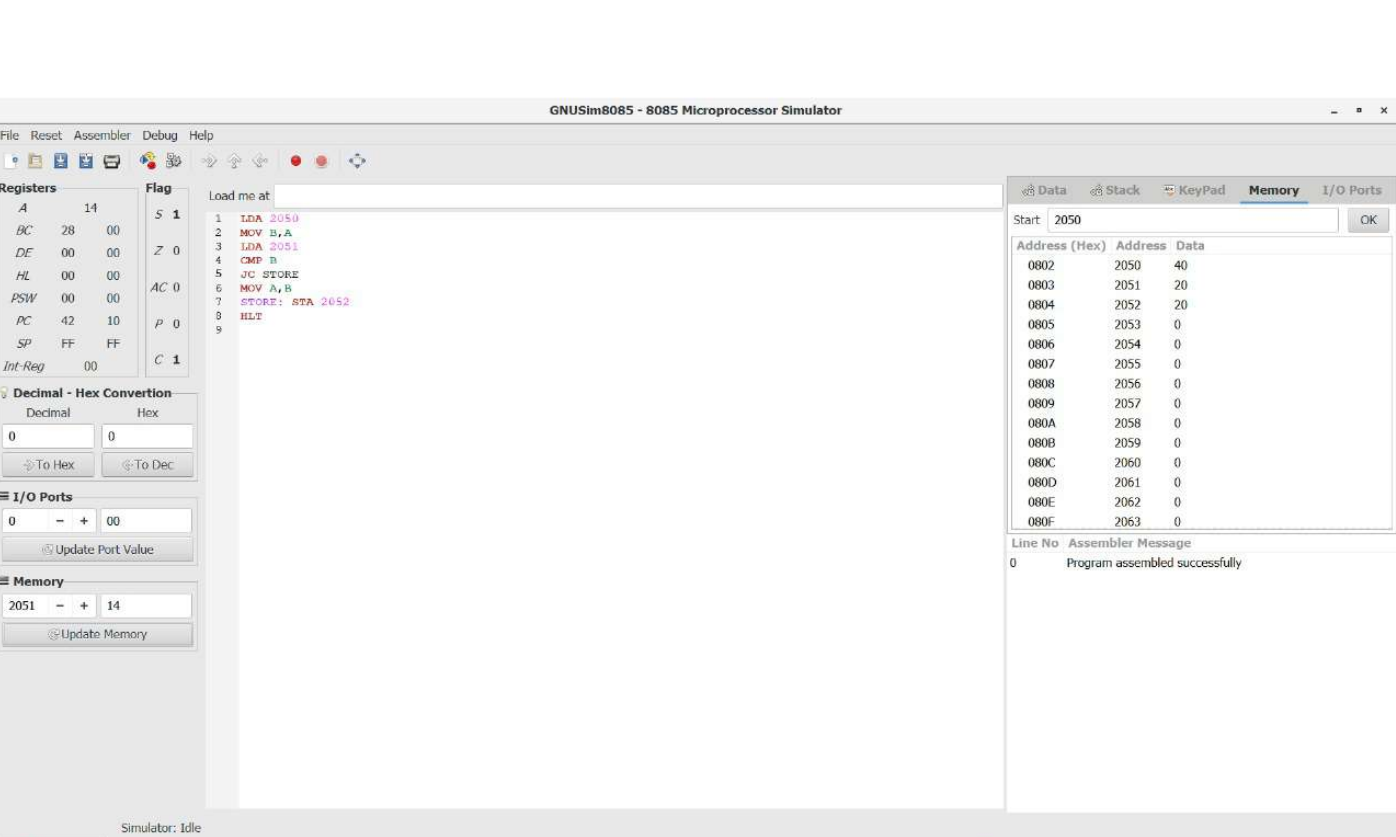 GNUSim8085 - 8085 Microprocessor Simulator
File Reset Assembler Debug Help
Registers
A 14
BC 28 00
DE 00 00
HL 00 00
PSW 00 00
PC 42 10
SP FF FF
Int-Reg 00
Flag
S 1
Z 0
AC 0
P 0
C 1
Decimal - Hex Convertion
Decimal Hex
0 0
To Hex To Dec
I/O Ports
0 - + 00
Update Port Value
Memory
2051 - + 14
Update Memory
Load me at
1 LDA 2050
2 MOV B,A
3 LDA 2051
4 CMP B
5 JC STORE
6 MOV A,B
7 STORE: STA 2052
8 HLT
9
Data Stack KeyPad Memory I/O Ports
Start 2050 OK
Address (Hex) Address Data
0802 2050 40
0803 2051 20
0804 2052 20
0805 2053 0
0806 2054 0
0807 2055 0
0808 2056 0
0809 2057 0
080A 2058 0
080B 2059 0
080C 2060 0
080D 2061 0
080E 2062 0
080F 2063 0
Line No Assembler Message
0 Program assembled successfully
Simulator: Idle